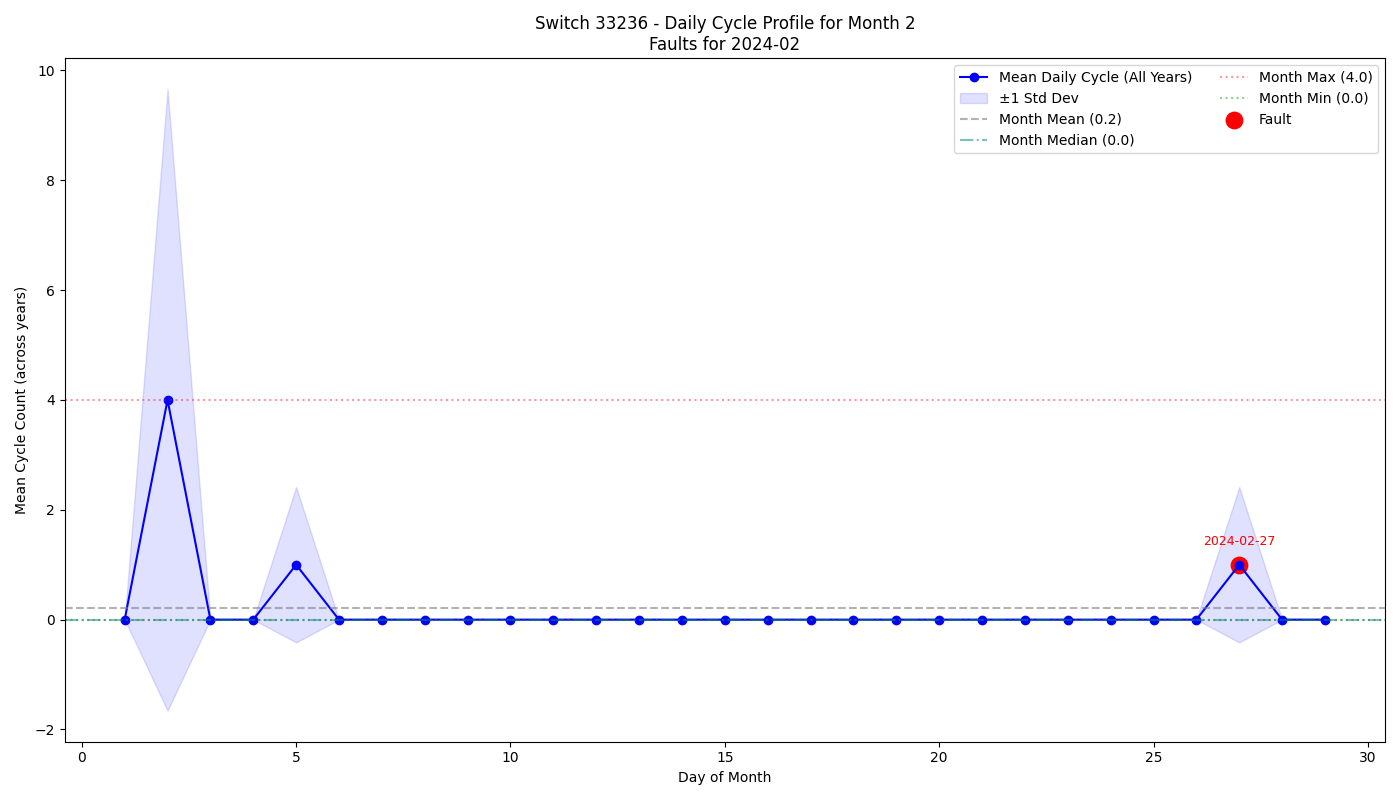 Switch 33236 - Daily Cycle Profile for Month 2
Faults for 2024-02
Mean Daily Cycle (All Years)
±1 Std Dev
Month Mean (0.2)
Month Median (0.0)
Month Max (4.0)
Month Min (0.0)
Fault
Mean Cycle Count (across years)
10
8
6
4
2
0
−2
2024-02-27
0
5
10
15
20
25
30
Day of Month